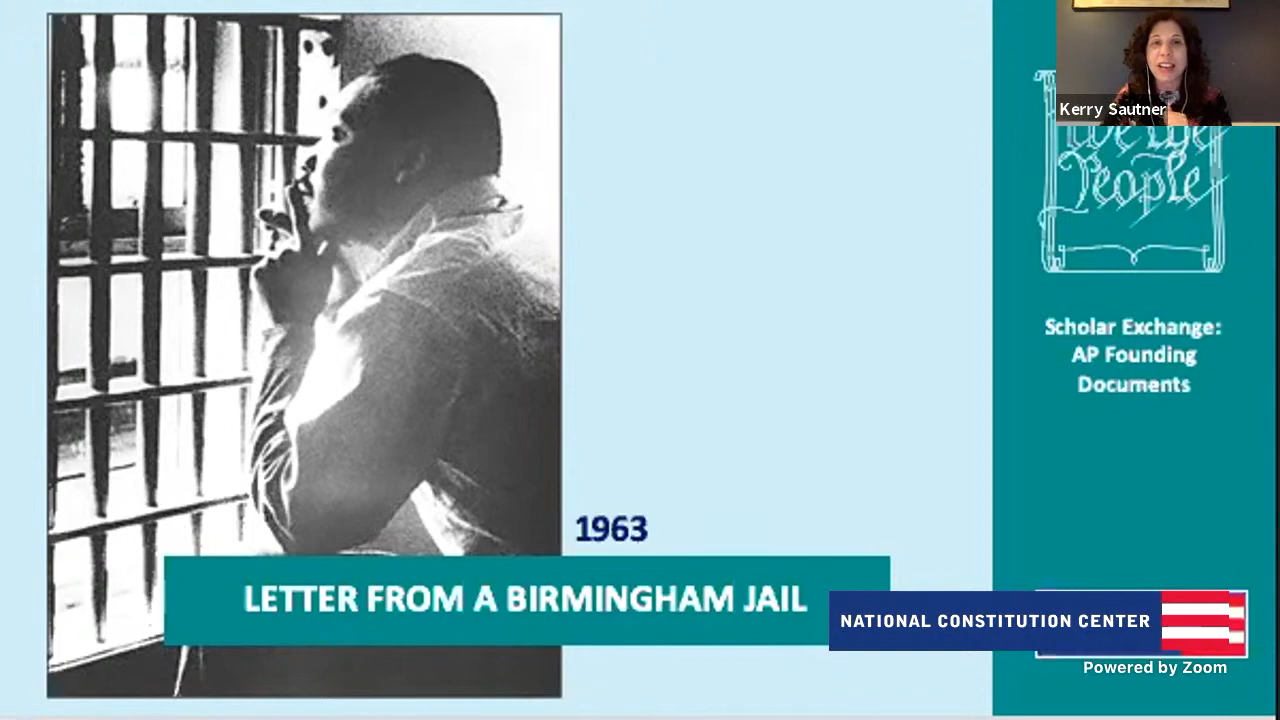 1963
LETTER FROM A BIRMINGHAM JAIL
Kerry Sautner
We the
People
Scholar Exchange:
AP Founding
Documents
NATIONAL CONSTITUTION CENTER
Powered by Zoom